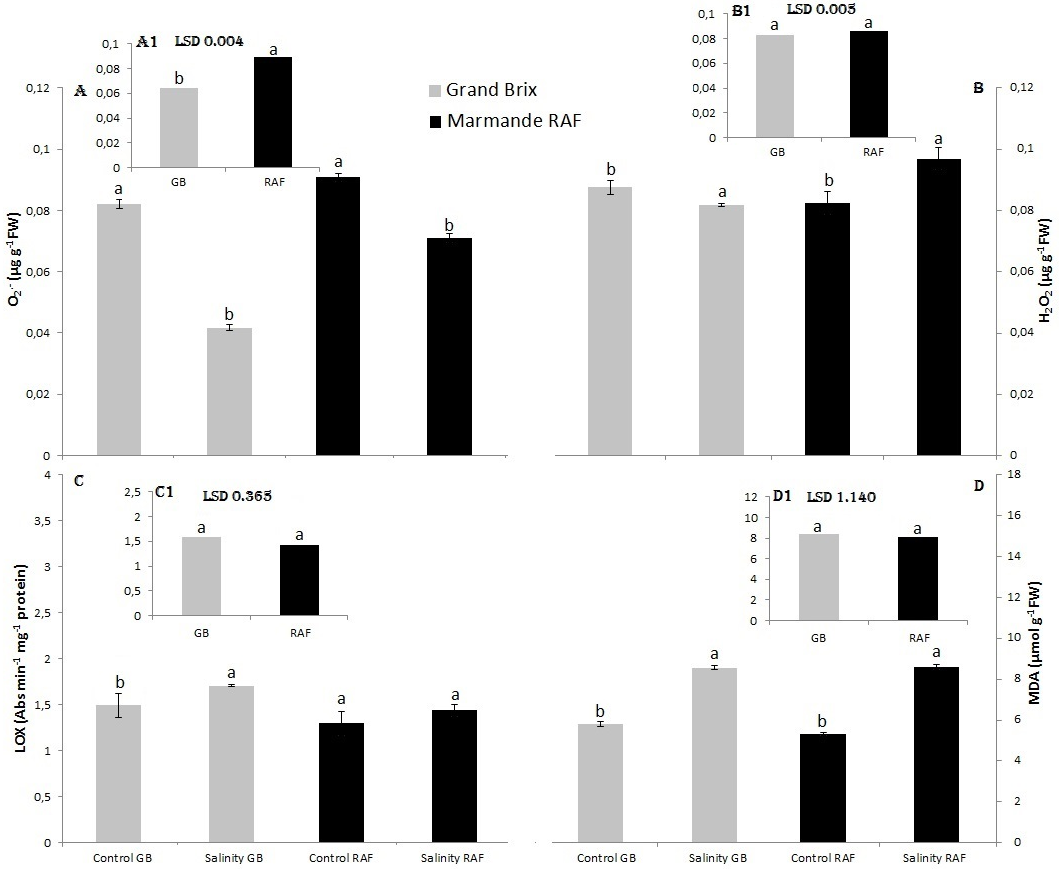 A1 LSD 0.004
0,1
0,08
0,06
0,04
0,02
0
b
a
GB
RAF
B1 LSD 0.005
0,1
0,08
0,06
0,04
0,02
0
a
a
GB
RAF
Grand Brix
Marmande RAF
A
0,12
0,1
0,08
0,06
0,04
0,02
0
O2·- (µg g-1 FW)
a
b
a
b
B
0,12
0,1
0,08
0,06
0,04
0,02
0
H2O2 (µg g-1 FW)
b
a
b
a
C
4
3,5
3
2,5
2
1,5
1
0,5
0
LOX (Abs min-1 mg-1 protein)
C1 LSD 0.365
2,5
2
1,5
1
0,5
0
a
a
GB
RAF
b
a
a
a
Control GB
Salinity GB
Control RAF
Salinity RAF
D
18
16
14
12
10
8
6
4
2
0
MDA (µmol g-1 FW)
D1 LSD 1.140
12
10
8
6
4
2
0
a
a
GB
RAF
b
a
b
a
Control GB
Salinity GB
Control RAF
Salinity RAF